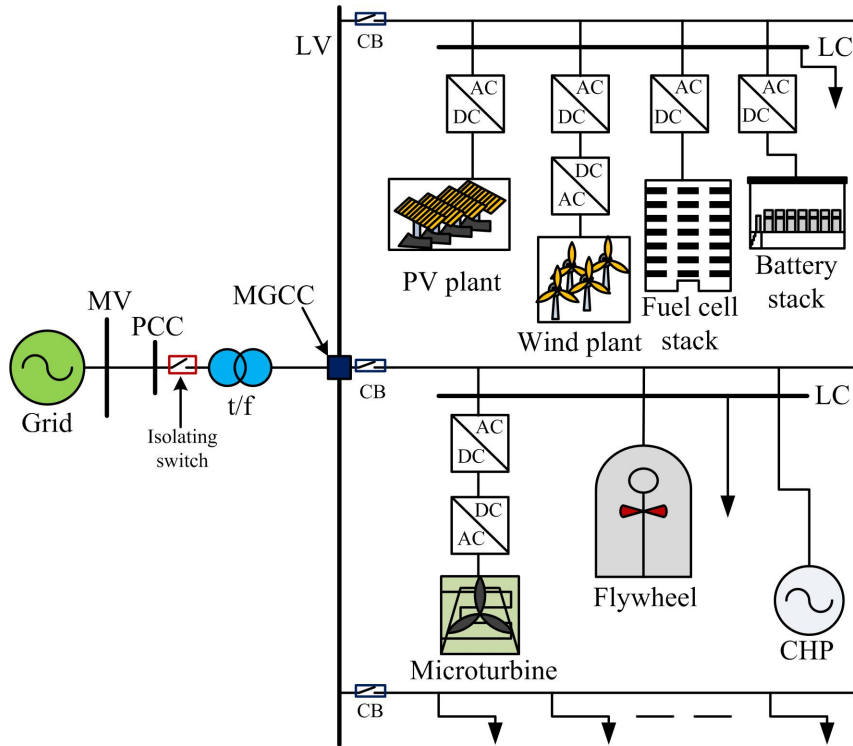 LV
CB
LC
AC
DC
AC
DC
AC
DC
AC
DC
DC
AC
PV plant
Wind plant
Fuel cell
stack
Battery
stack
MV
PCC
MGCC
Grid
Isolating
switch
t/f
CB
LC
AC
DC
DC
AC
Microturbine
Flywheel
CHP
CB